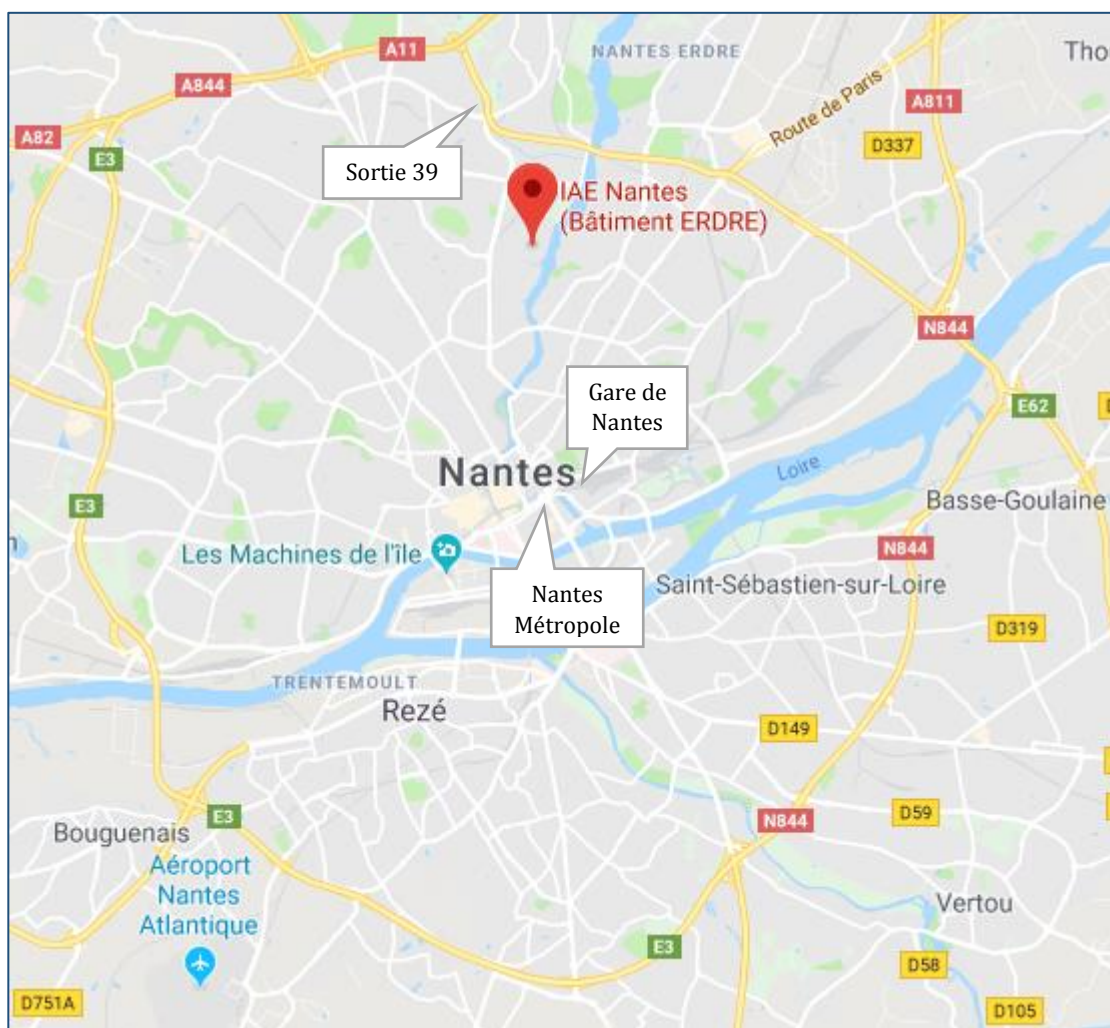 A11
NANTES ERDRE
Tho
A844
Route de Paris
A811
A82
E3
Sortie 39
D337
IAE Nantes
(Bâtiment ERDRE)
N844
Gare de
Nantes
E62
Nantes
Loire
E3
Basse-Goulaine
Les Machines de l'île
N844
Nantes
Métropole
Saint-Sébastien-sur-Loire
D319
TRENTEMOULT
Rezé
D149
E3
N844
D59
Bouguenais
Aéroport
Nantes
Atlantique
Vertou
E3
D58
D751A
D105